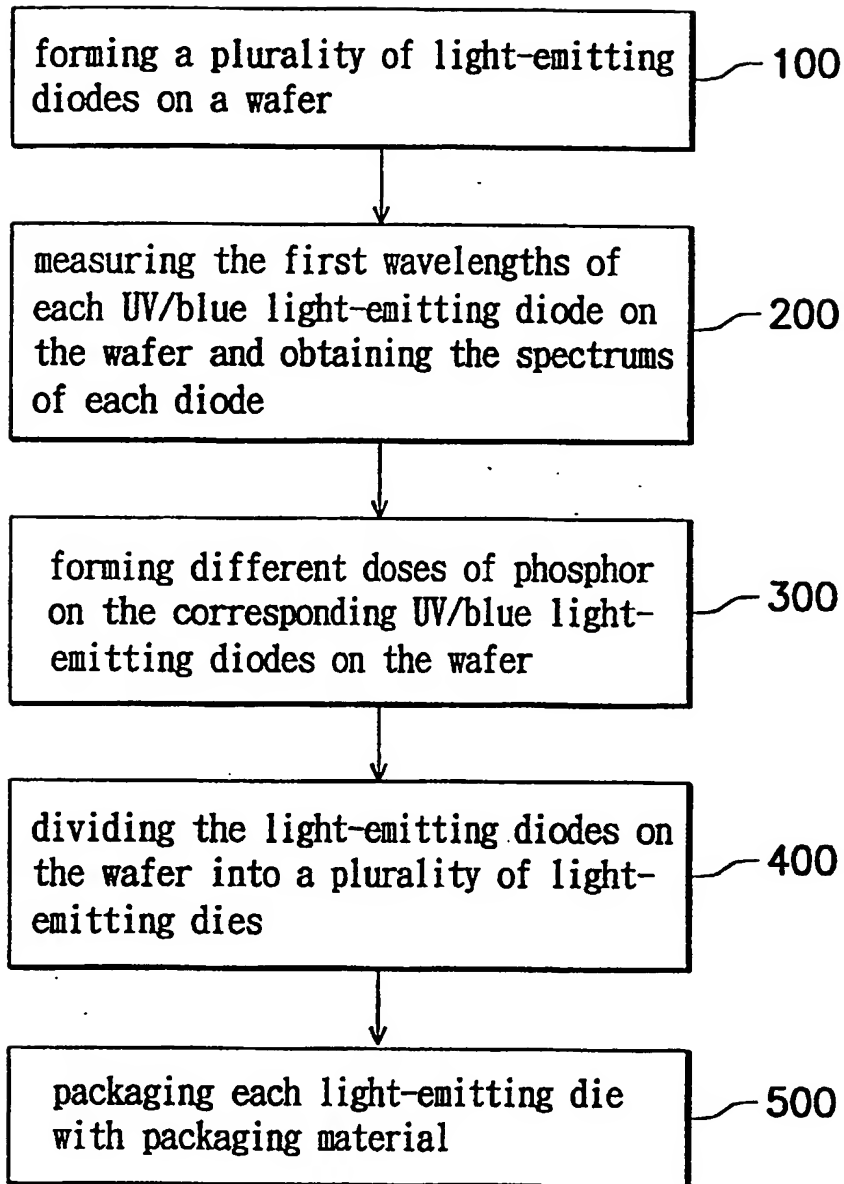 forming a plurality of light-emitting
diodes on a wafer
100
measuring the first wavelengths of
each UV/blue light-emitting diode on
the wafer and obtaining the spectrums
of each diode
200
forming different doses of phosphor
on the corresponding UV/blue light-
emitting diodes on the wafer
300
dividing the light-emitting diodes on
the wafer into a plurality of light-
emitting dies
400
packaging each light-emitting die
with packaging material
500